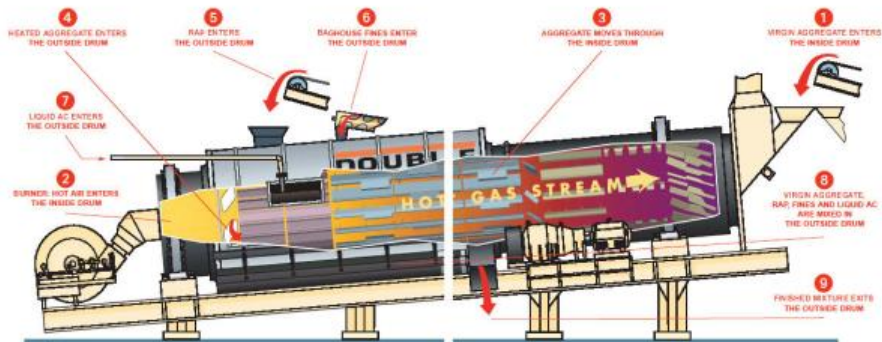 4
HEATED AGGREGATE ENTERS
THE OUTSIDE DRUM
5
RAP ENTERS
THE OUTSIDE DRUM
6
BAGHOUSE FINES ENTER
THE OUTSIDE DRUM
3
AGGREGATE MOVES THROUGH
THE INSIDE DRUM
1
VIRGIN AGGREGATE ENTERS
THE INSIDE DRUM
7
LIQUID AC ENTERS
THE OUTSIDE DRUM
2
BURNER: HOT AIR ENTERS
THE INSIDE DRUM
DOUBLE
HOT GAS STREAM
8
VIRGIN AGGREGATE,
RAP, FINES AND LIQUID AC
ARE MIXED IN
THE OUTSIDE DRUM
9
FINISHED MIXTURE EXITS
THE OUTSIDE DRUM